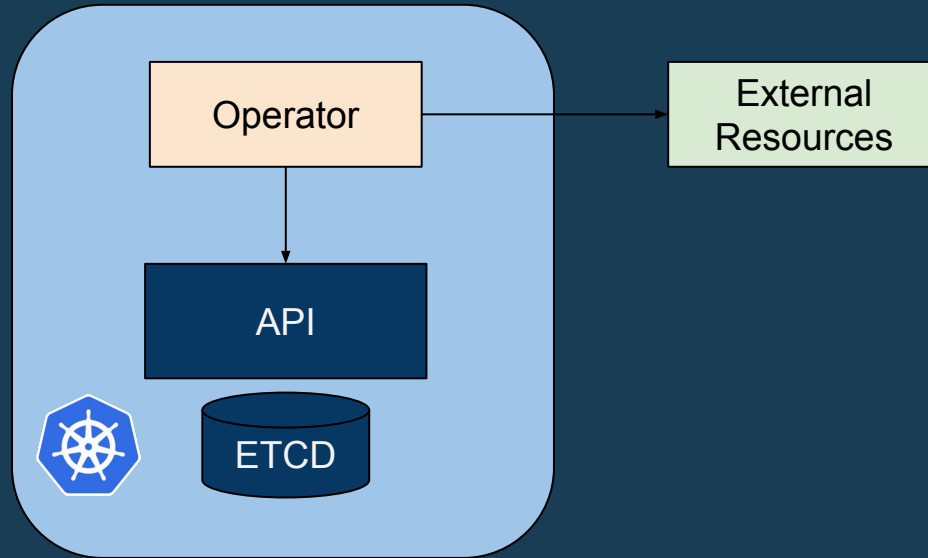 Operator
External
Resources
API
ETCD